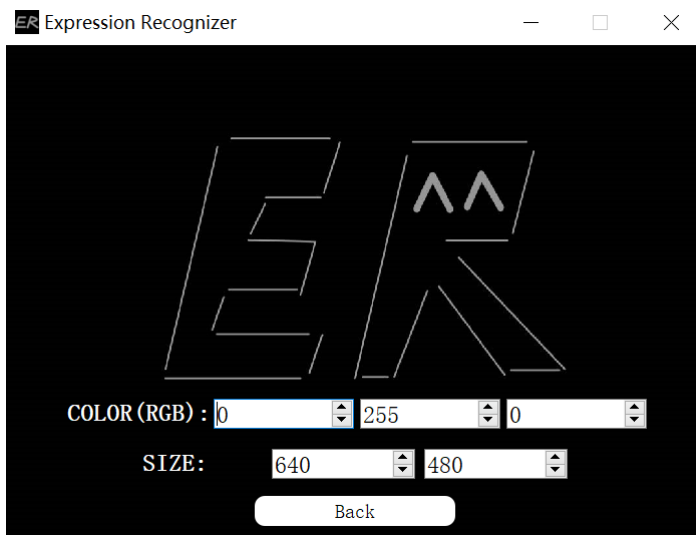 ER Expression Recognizer
ER
COLOR(RGB): 0 255 0
SIZE: 640 480
Back